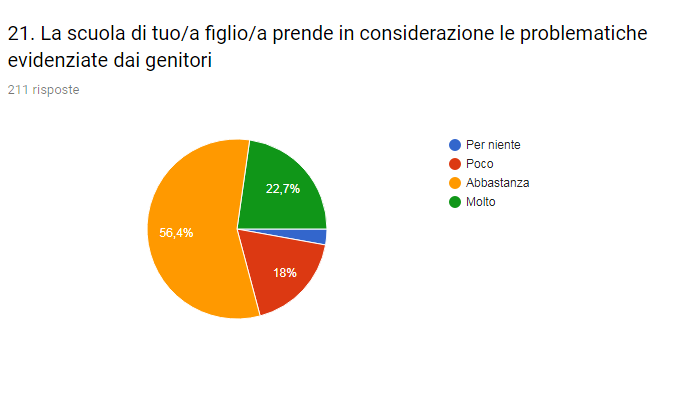 21. La scuola di tuo/a figlio/a prende in considerazione le problematiche
evidenziate dai genitori
211 risposte
Per niente
Poco
Abbastanza
Molto
22,7%
56,4%
18%